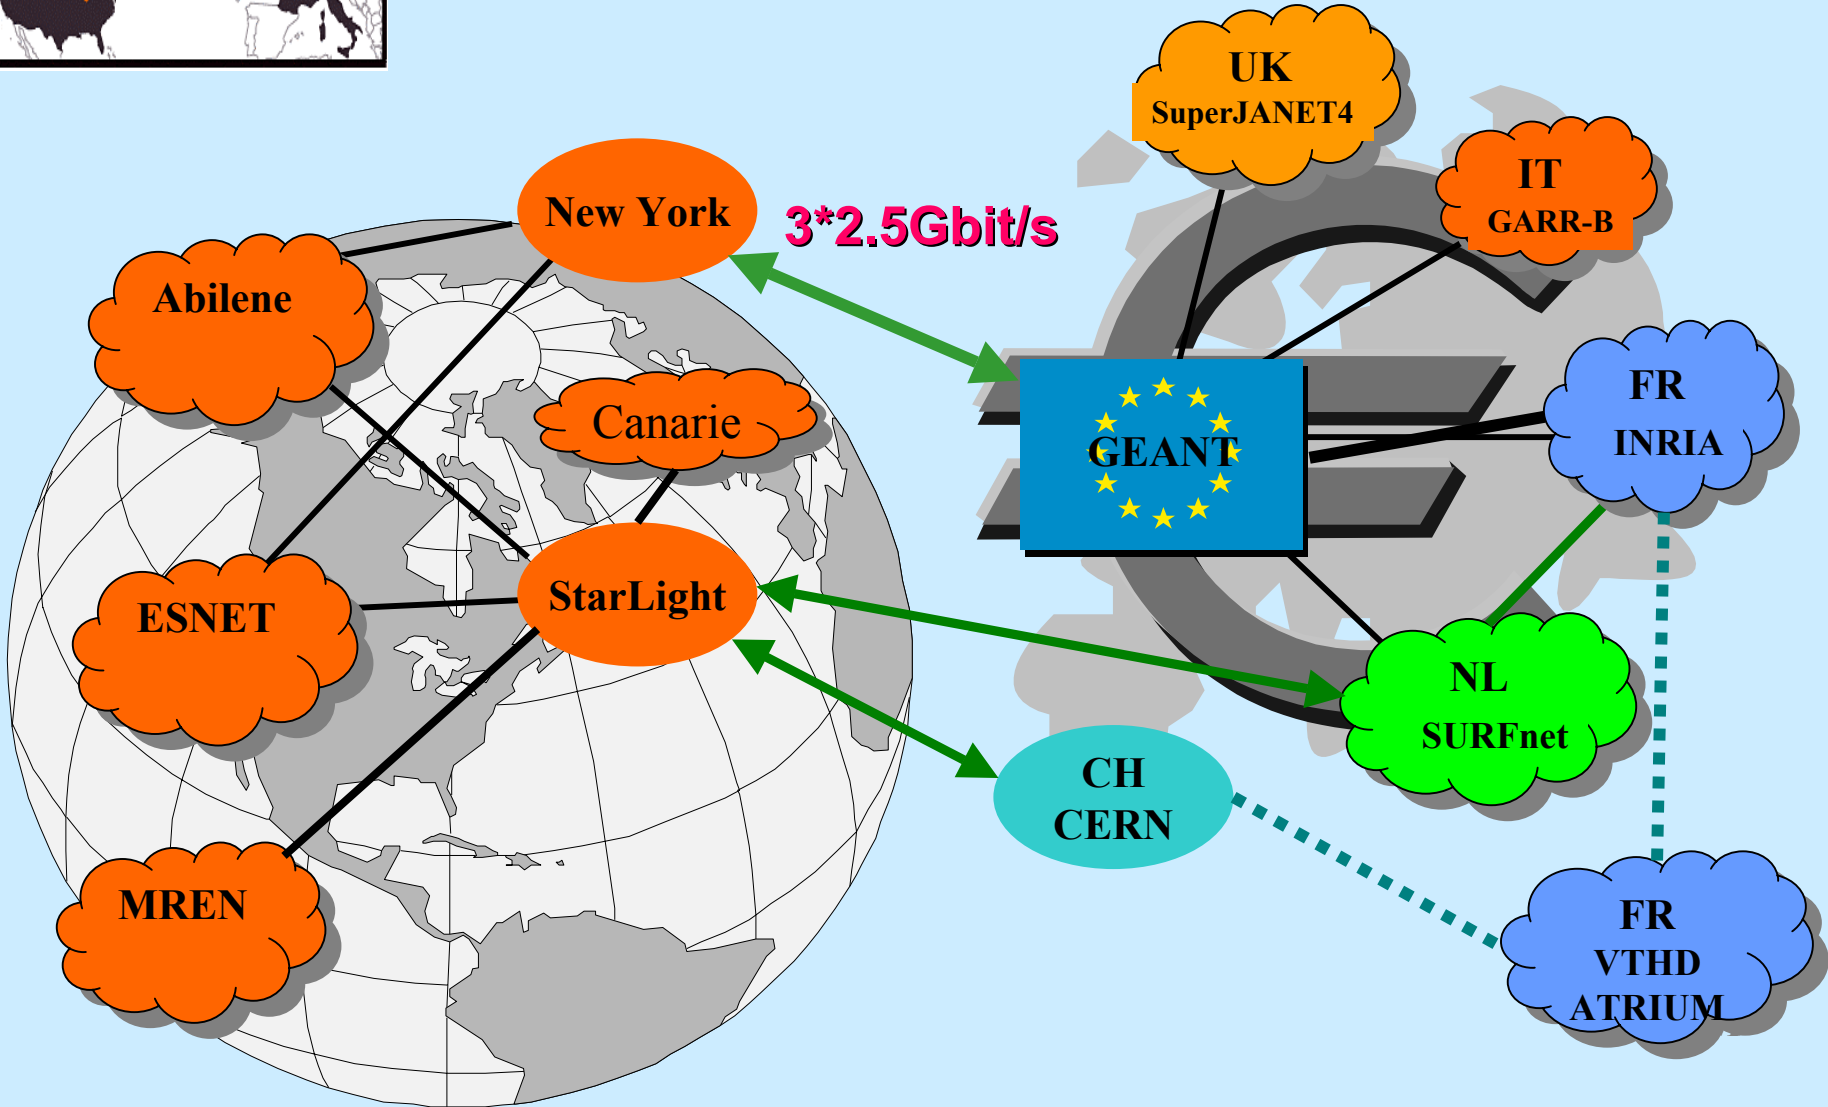 UK
SuperJANET4
IT
GARR-B
New York
3*2.5Gbit/s
Abilene
Canarie
FR
INRIA
GEANT
StarLight
ESNET
NL
SURFnet
CH
CERN
MREN
FR
VTHD
ATRIUM